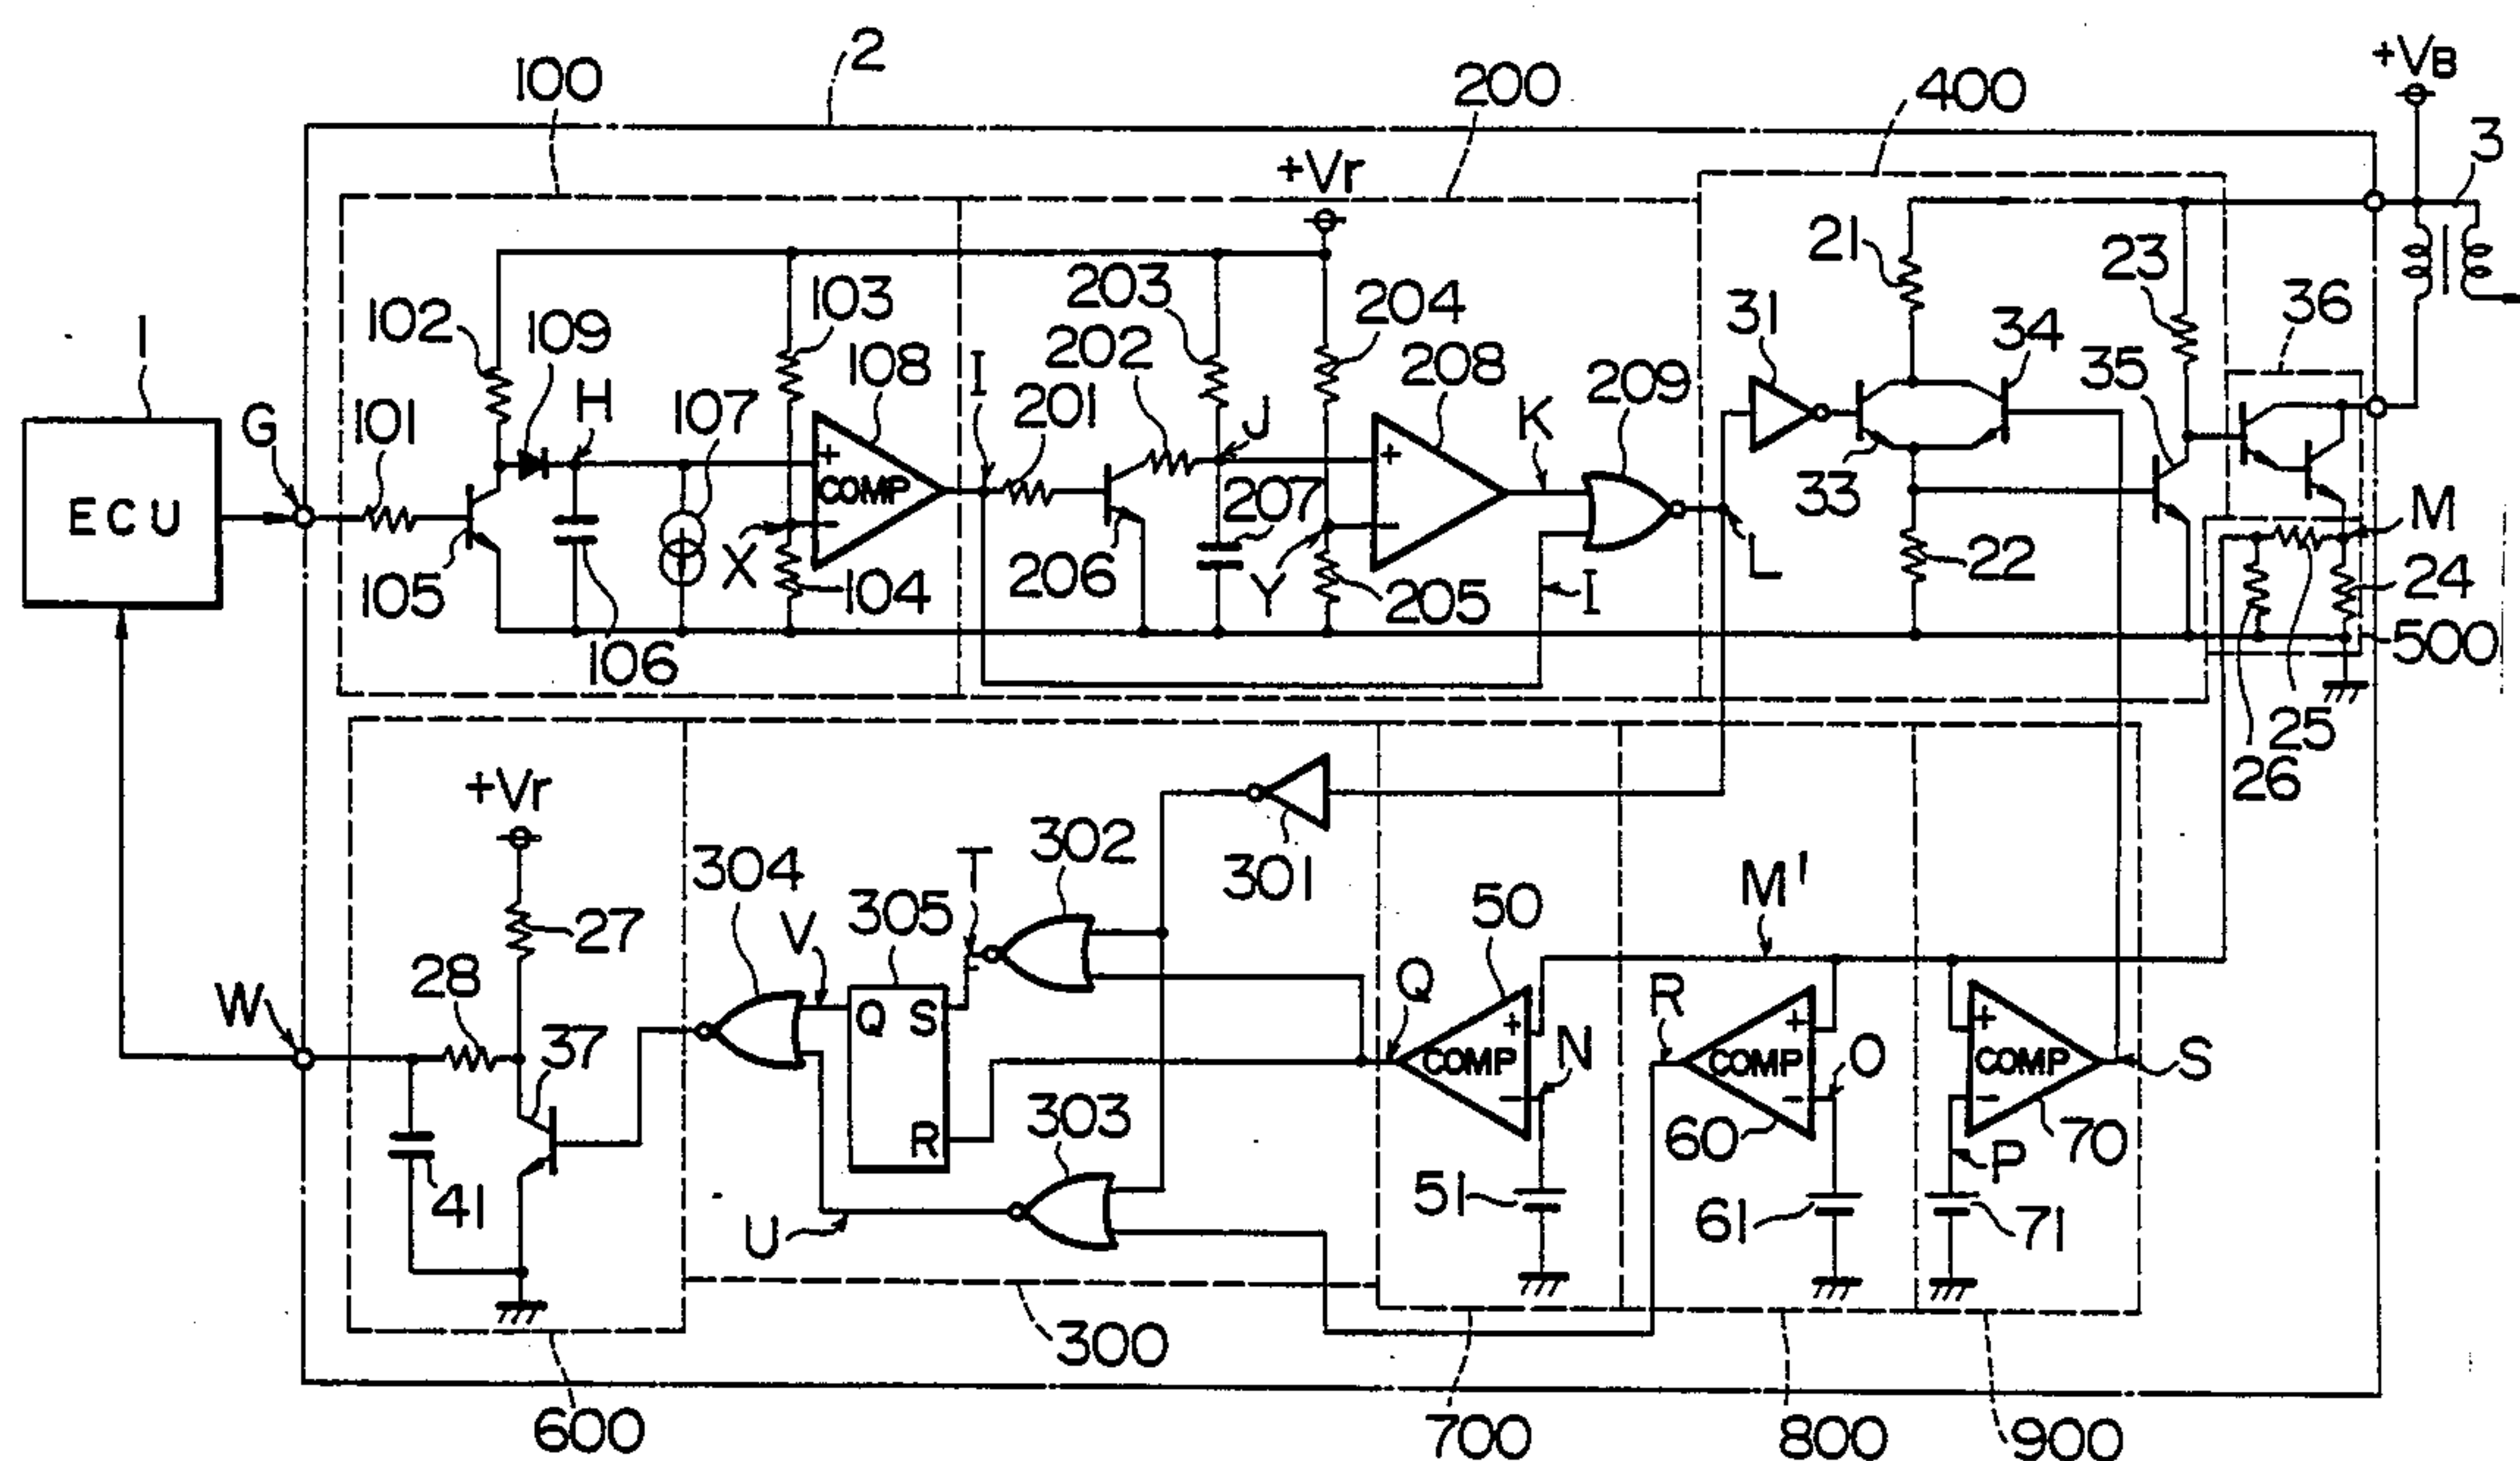 2
100
200
400
+VB
3
+Vr
102
109
H
107
103
108
I
203
202
201
204
208
209
K
J
31
21
34
23
35
36
1
ECU
G
101
105
106
X
104
206
207
Y
205
I
L
33
22
M
24
500
25
26
COMP
+
−
+
−
+Vr
27
28
W
37
41
304
V
305
T
302
301
303
U
Q
S
R
Q
50
COMP
+
−
N
51
M'
R
60
COMP
+
−
O
61
+
COMP
−
S
70
P
71
300
600
700
800
900